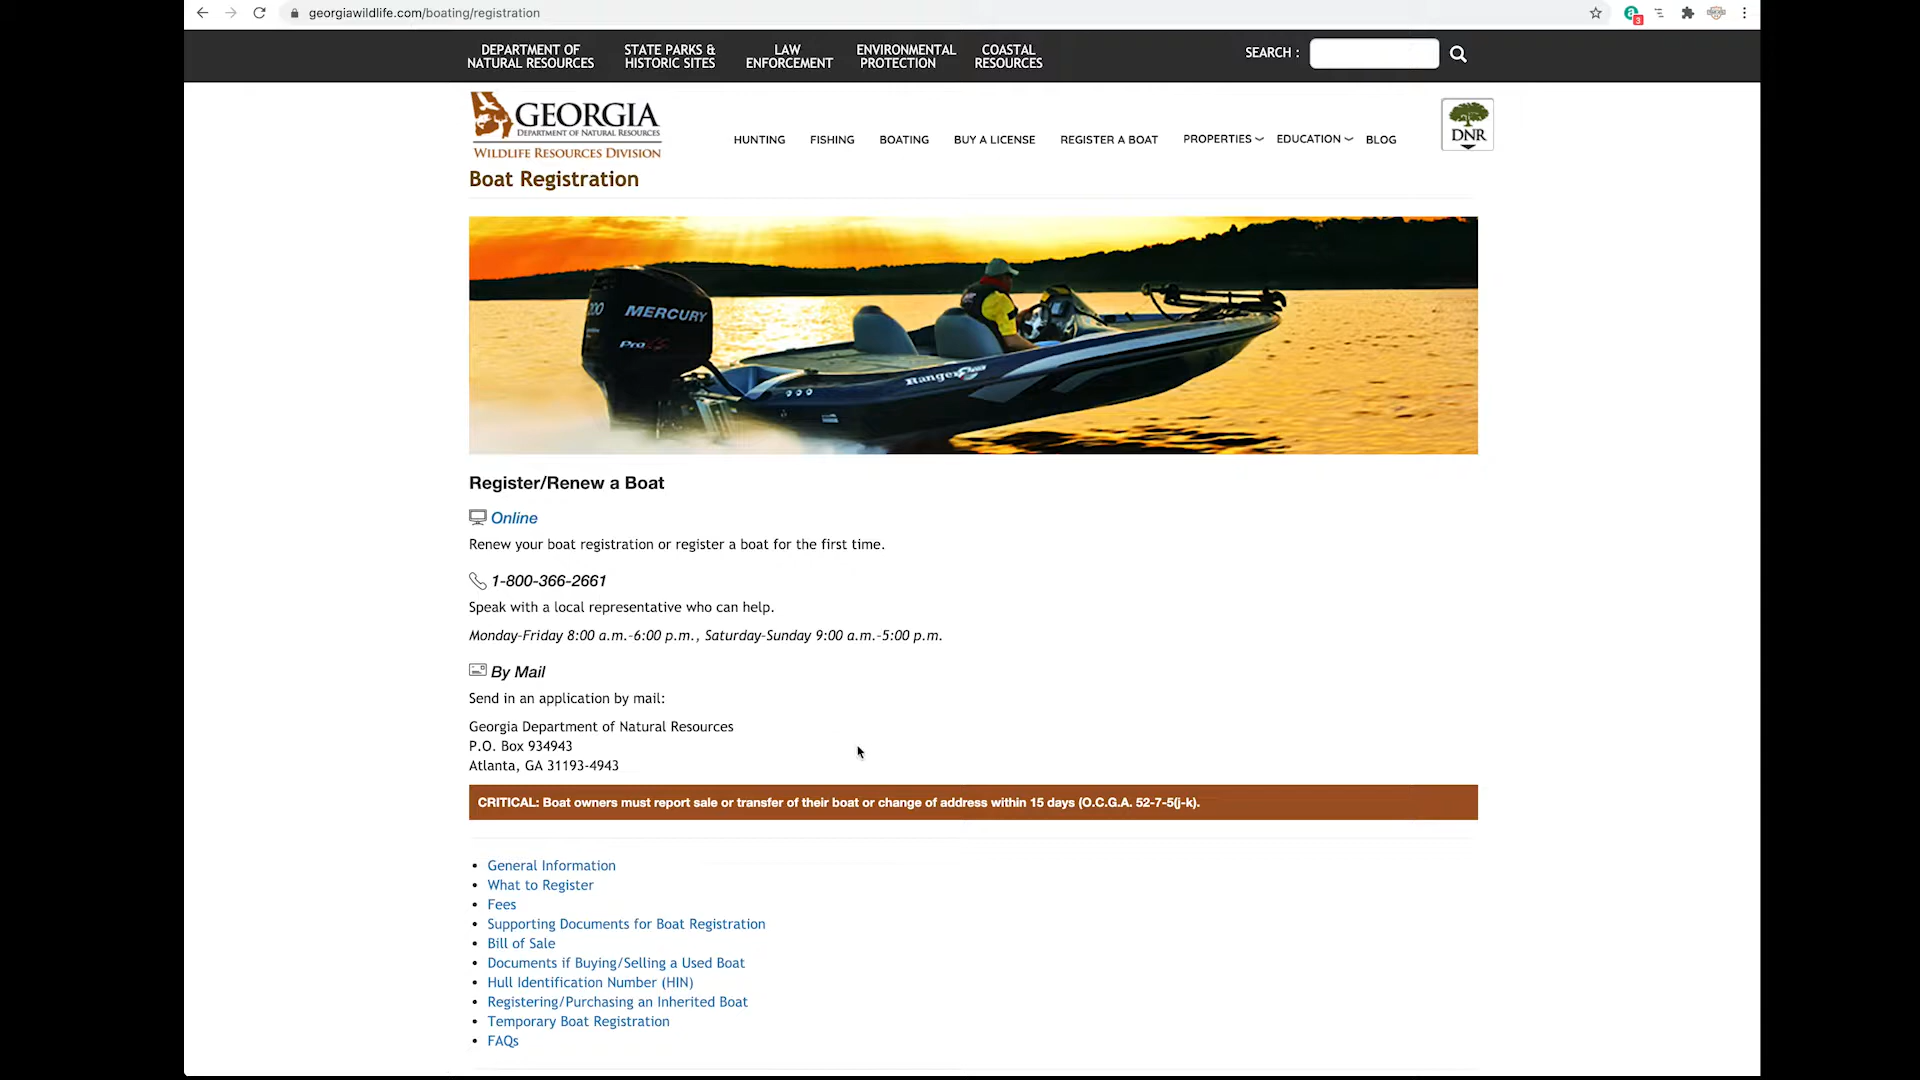 georgiawildlife.com/boating/registration
3
DEPARTMENT OF
NATURAL RESOURCES
STATE PARKS &
HISTORIC SITES
LAW
ENFORCEMENT
ENVIRONMENTAL
PROTECTION
COASTAL
RESOURCES
SEARCH :
GEORGIA
DEPARTMENT OF NATURAL RESOURCES
WILDLIFE RESOURCES DIVISION
HUNTING FISHING BOATING BUY A LICENSE REGISTER A BOAT PROPERTIES EDUCATION BLOG
DNR
Boat Registration
200
MERCURY
Pro
Ranger
Register/Renew a Boat
Online
Renew your boat registration or register a boat for the first time.
1-800-366-2661
Speak with a local representative who can help.
Monday-Friday 8:00 a.m.-6:00 p.m., Saturday-Sunday 9:00 a.m.-5:00 p.m.
By Mail
Send in an application by mail:
Georgia Department of Natural Resources
P.O. Box 934943
Atlanta, GA 31193-4943
CRITICAL: Boat owners must report sale or transfer of their boat or change of address within 15 days (O.C.G.A. 52-7-5(j-k).
• General Information
• What to Register
• Fees
• Supporting Documents for Boat Registration
• Bill of Sale
• Documents if Buying/Selling a Used Boat
• Hull Identification Number (HIN)
• Registering/Purchasing an Inherited Boat
• Temporary Boat Registration
• FAQs